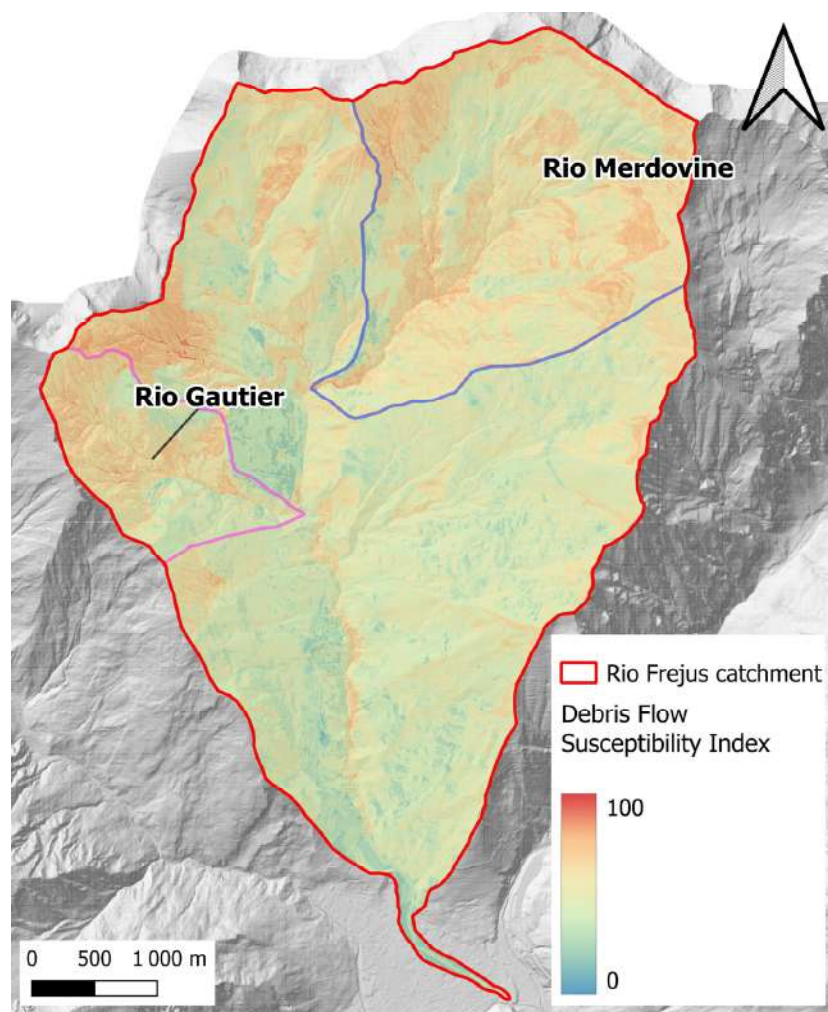 Rio Merdovine
Rio Gautier
Rio Frejus catchment
Debris Flow
Susceptibility Index
100
0
0 500 1 000 m